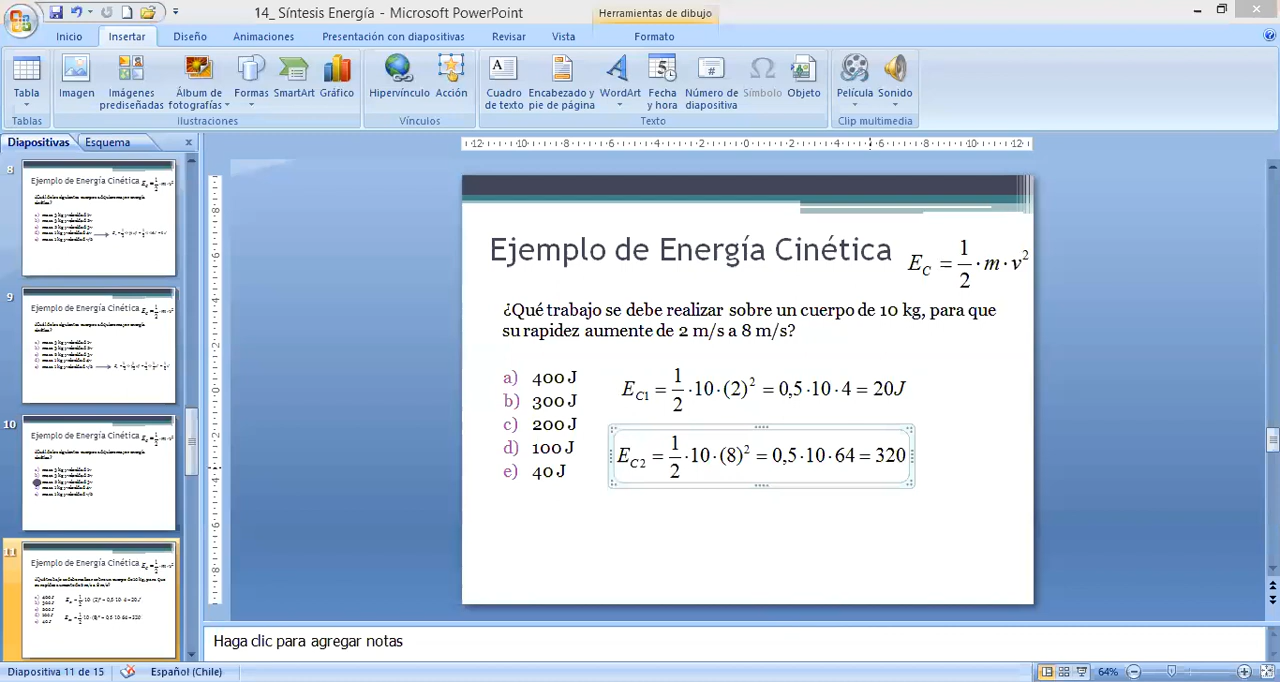 14_ Síntesis Energía - Microsoft PowerPoint
Herramientas de dibujo
Inicio Insertar Diseño Animaciones Presentación con diapositivas Revisar Vista Formato
Tabla Imagen Imágenes prediseñadas Álbum de fotografías Formas SmartArt Gráfico Hipervínculo Acción Cuadro de texto Encabezado y pie de página WordArt Fecha y hora Número de diapositiva Símbolo Objeto Película Sonido
Tablas Ilustraciones Vínculos Texto Clip multimedia
Diapositivas Esquema
8
Ejemplo de Energía Cinética
9
Ejemplo de Energía Cinética
10
Ejemplo de Energía Cinética
11
Ejemplo de Energía Cinética
Ejemplo de Energía Cinética
E_C = 1/2 · m · v²
¿Qué trabajo se debe realizar sobre un cuerpo de 10 kg, para que
su rapidez aumente de 2 m/s a 8 m/s?
a) 400 J
b) 300 J
c) 200 J
d) 100 J
e) 40 J
E_C1 = 1/2 · 10 · (2)² = 0,5 · 10 · 4 = 20J
E_C2 = 1/2 · 10 · (8)² = 0,5 · 10 · 64 = 320
Haga clic para agregar notas
Diapositiva 11 de 15 Español (Chile) 64%